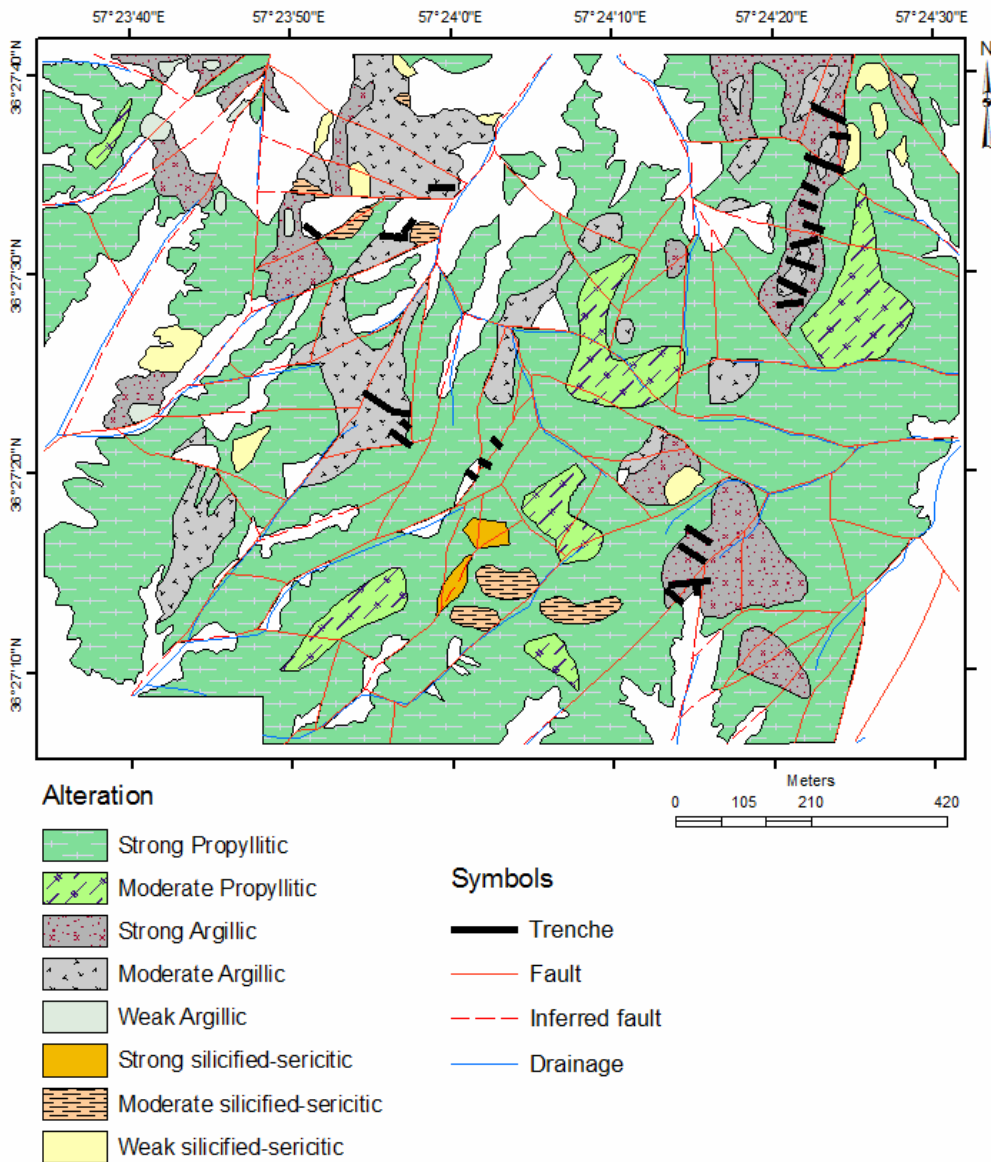 57°23'40"E 57°23'50"E 57°24'0"E 57°24'10"E 57°24'20"E 57°24'30"E
N
36°27'40"N
36°27'30"N
36°27'20"N
36°27'10"N
Meters
0 105 210 420
Alteration
Strong Propyllitic
Moderate Propyllitic
Strong Argillic
Moderate Argillic
Weak Argillic
Strong silicified-sericitic
Moderate silicified-sericitic
Weak silicified-sericitic
Symbols
Trenche
Fault
Inferred fault
Drainage